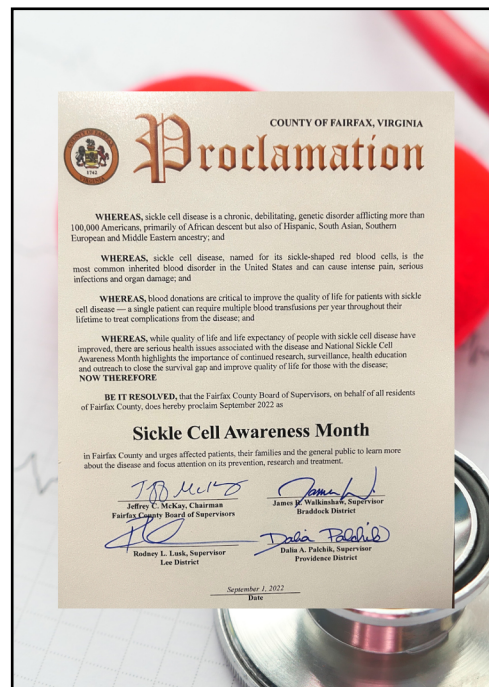 COUNTY OF FAIRFAX, VIRGINIA
Proclamation
1742
WHEREAS, sickle cell disease is a chronic, debilitating, genetic disorder afflicting more than
100,000 Americans, primarily of African descent but also of Hispanic, South Asian, Southern
European and Middle Eastern ancestry; and
WHEREAS, sickle cell disease, named for its sickle-shaped red blood cells, is the
most common inherited blood disorder in the United States and can cause intense pain, serious
infections and organ damage; and
WHEREAS, blood donations are critical to improve the quality of life for patients with sickle
cell disease — a single patient can require multiple blood transfusions per year throughout their
lifetime to treat complications from the disease; and
WHEREAS, while quality of life and life expectancy of people with sickle cell disease have
improved, there are serious health issues associated with the disease and National Sickle Cell
Awareness Month highlights the importance of continued research, surveillance, health education
and outreach to close the survival gap and improve quality of life for those with the disease;
NOW THEREFORE
BE IT RESOLVED, that the Fairfax County Board of Supervisors, on behalf of all residents
of Fairfax County, does hereby proclaim September 2022 as
Sickle Cell Awareness Month
in Fairfax County and urges affected patients, their families and the general public to learn more
about the disease and focus attention on its prevention, research and treatment.
Jeffrey C. McKay, Chairman
Fairfax County Board of Supervisors
James R. Walkinshaw, Supervisor
Braddock District
Dalia Palchik
Rodney L. Lusk, Supervisor
Lee District
Dalia A. Palchik, Supervisor
Providence District
September 1, 2022
Date